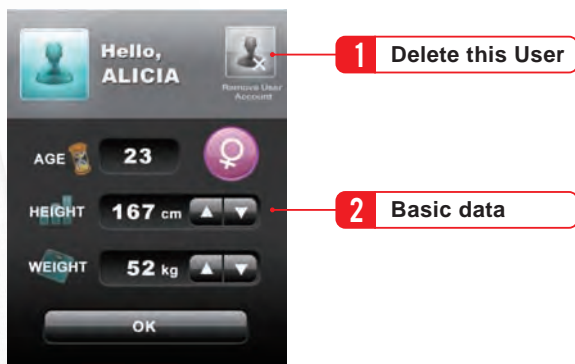 Hello,
ALICIA
Remove User
Account
1 Delete this User
AGE 23
HEIGHT 167 cm
2 Basic data
WEIGHT 52 kg
OK